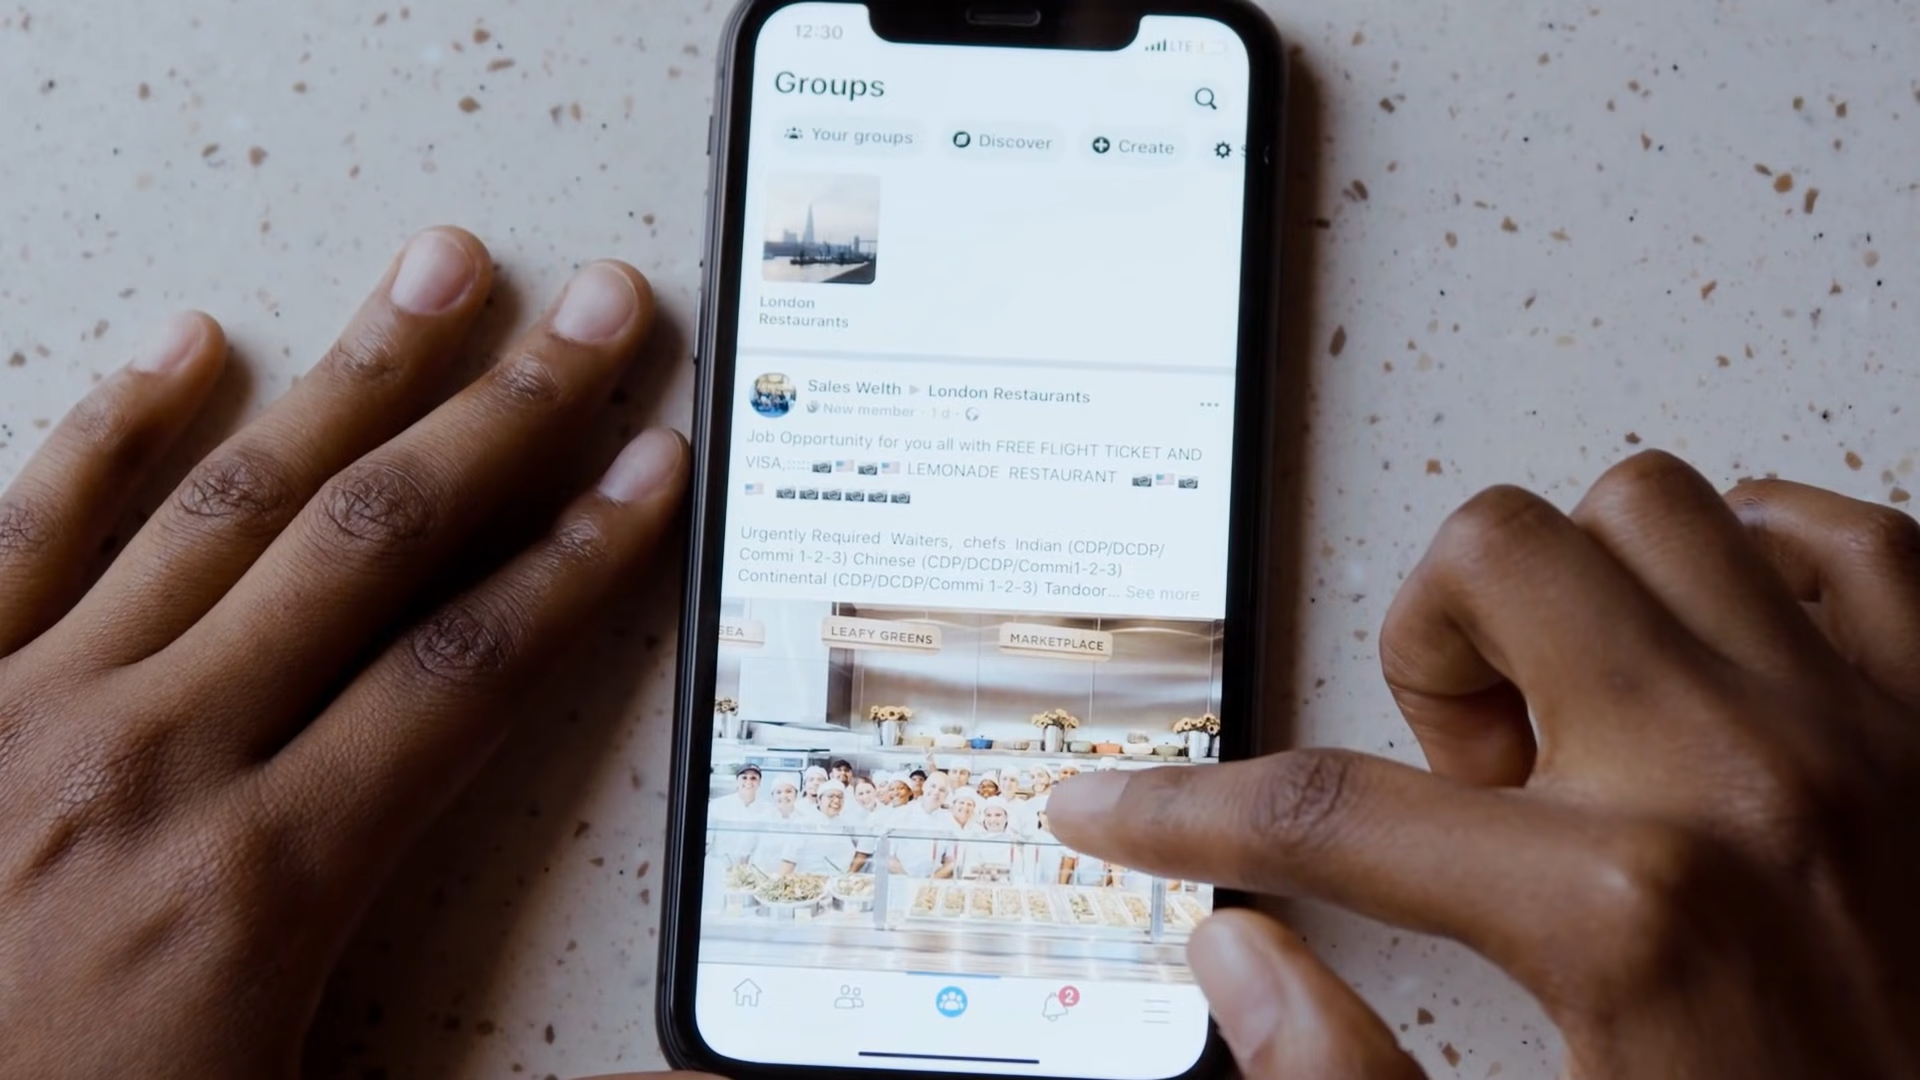 12:30
LTE
Groups
Your groups
Discover
Create
London
Restaurants
Sales Welth ▶ London Restaurants
New member · 1 d ·
Job Opportunity for you all with FREE FLIGHT TICKET AND
VISA,::::: LEMONADE RESTAURANT
Urgently Required Waiters, chefs Indian (CDP/DCDP/
Commi 1-2-3) Chinese (CDP/DCDP/Commi1-2-3)
Continental (CDP/DCDP/Commi 1-2-3) Tandoor... See more
SEA
LEAFY GREENS
MARKETPLACE
2